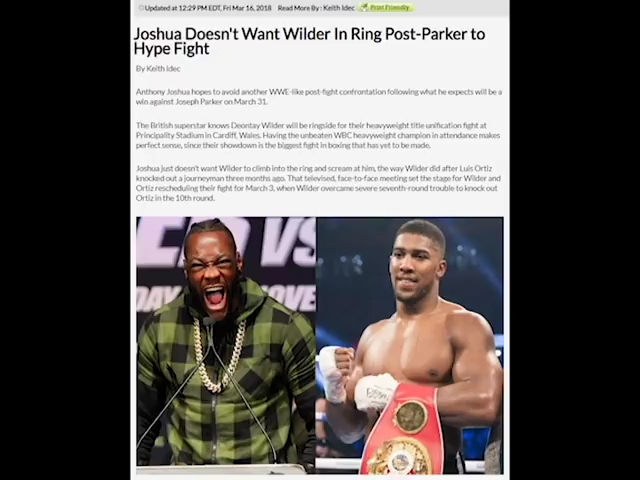 Updated at 12:29 PM EDT, Fri Mar 16, 2018 Read More By : Keith Idec Print Friendly
Joshua Doesn't Want Wilder In Ring Post-Parker to
Hype Fight
By Keith Idec
Anthony Joshua hopes to avoid another WWE-like post-fight confrontation following what he expects will be a
win against Joseph Parker on March 31.
The British superstar knows Deontay Wilder will be ringside for their heavyweight title unification fight at
Principality Stadium in Cardiff, Wales. Having the unbeaten WBC heavyweight champion in attendance makes
perfect sense, since their showdown is the biggest fight in boxing that has yet to be made.
Joshua just doesn't want Wilder to climb into the ring and scream at him, the way Wilder did after Luis Ortiz
knocked out a journeyman three months ago. That televised, face-to-face meeting set the stage for Wilder and
Ortiz rescheduling their fight for March 3, when Wilder overcame severe seventh-round trouble to knock out
Ortiz in the 10th round.
VS
DAY